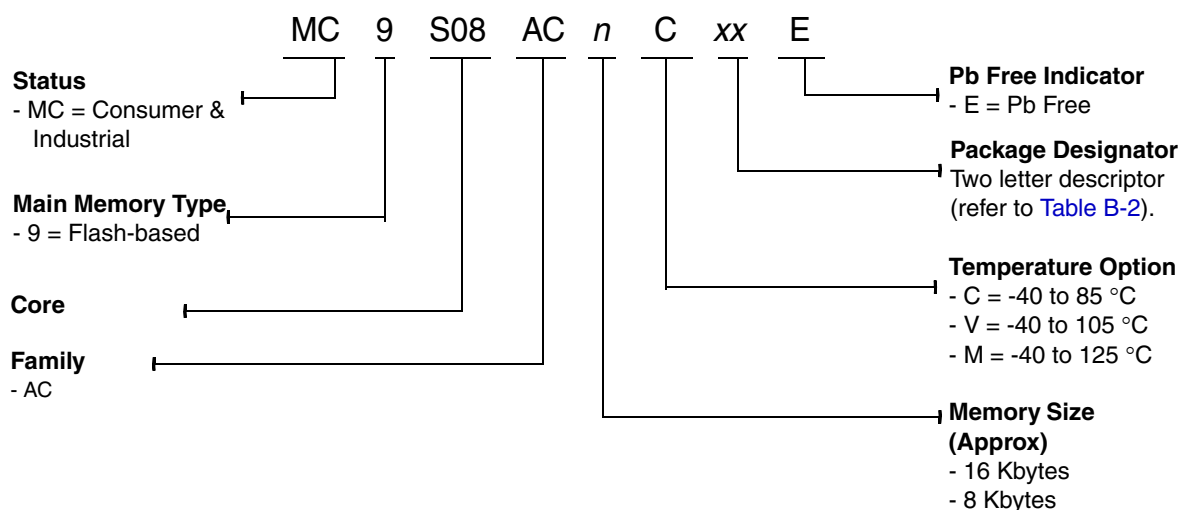 MC 9 S08 AC n C xx E
Status
- MC = Consumer &
Industrial
Main Memory Type
- 9 = Flash-based
Core
Family
- AC
Pb Free Indicator
- E = Pb Free
Package Designator
Two letter descriptor
(refer to Table B-2).
Temperature Option
- C = -40 to 85 °C
- V = -40 to 105 °C
- M = -40 to 125 °C
Memory Size
(Approx)
- 16 Kbytes
- 8 Kbytes